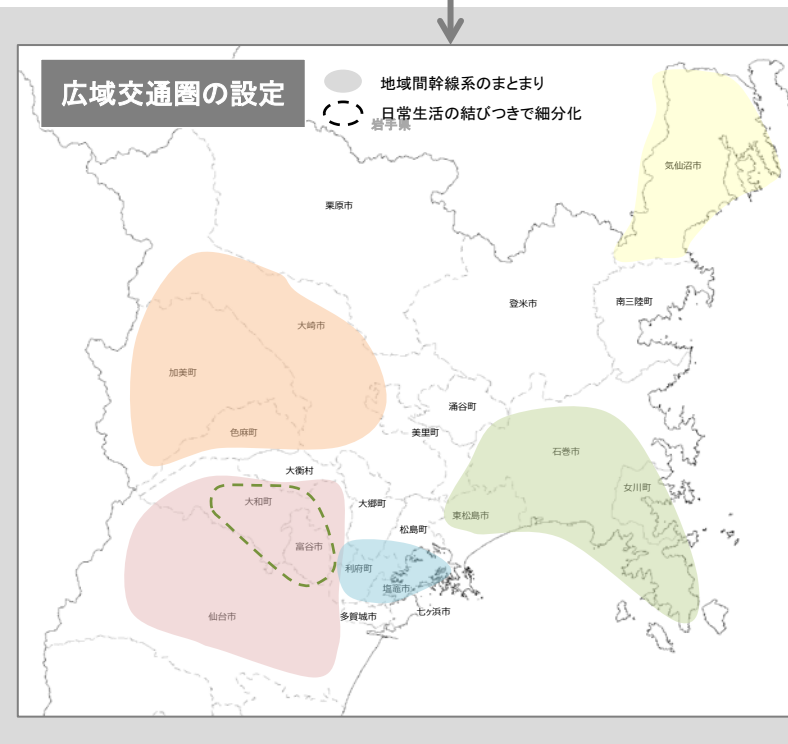 広域交通圏の設定
地域間幹線系のまとまり
日常生活の結びつきで細分化
岩手県
気仙沼市
栗原市
登米市
南三陸町
大崎市
加美町
涌谷町
色麻町
美里町
石巻市
大衡村
女川町
大和町
大郷町
東松島市
松島町
富谷市
利府町
塩竈市
仙台市
多賀城市
七ヶ浜市